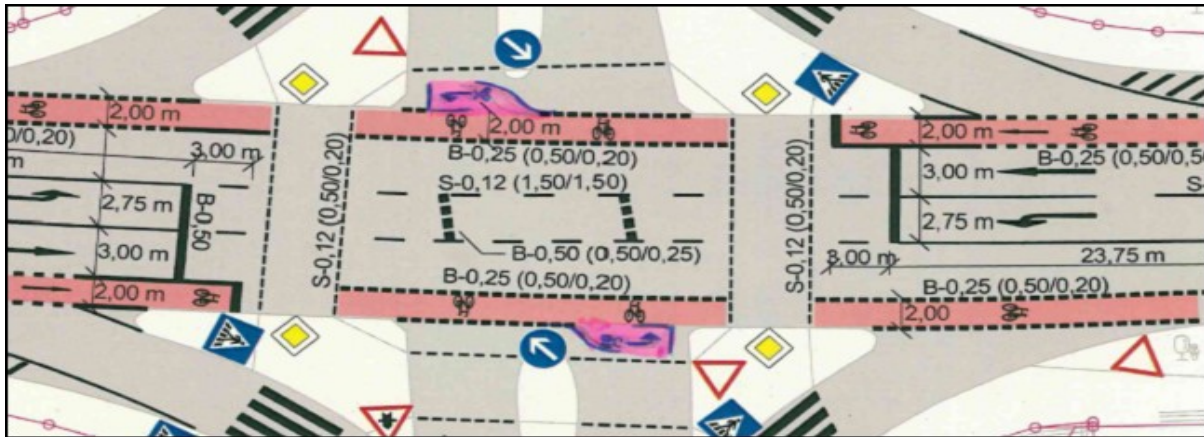 2,00 m
0/0,20)
m
3,00 m
2,75 m
3,00 m
2,00 m
B-0,50
S-0,12 (0,50/0,20)
2,00 m
B-0,25 (0,50/0,20)
S-0,12 (1,50/1,50)
B-0,50 (0,50/0,25)
B-0,25 (0,50/0,20)
S-0,12 (0,50/0,20)
2,00 m
B-0,25 (0,50/0,50
3,00 m
S
2,75 m
3,00 m
23,75 m
B-0,25 (0,50/0,20)
2,00